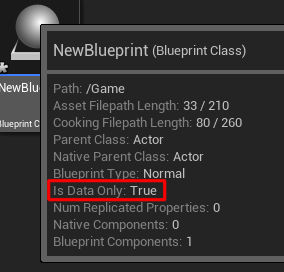 NewBlueprint (Blueprint Class)
Path: /Game
Asset Filepath Length: 33 / 210
Cooking Filepath Length: 80 / 260
Parent Class: Actor
Native Parent Class: Actor
Blueprint Type: Normal
Is Data Only: True
Num Replicated Properties: 0
Native Components: 0
Blueprint Components: 1
NewBlue
Blueprint C